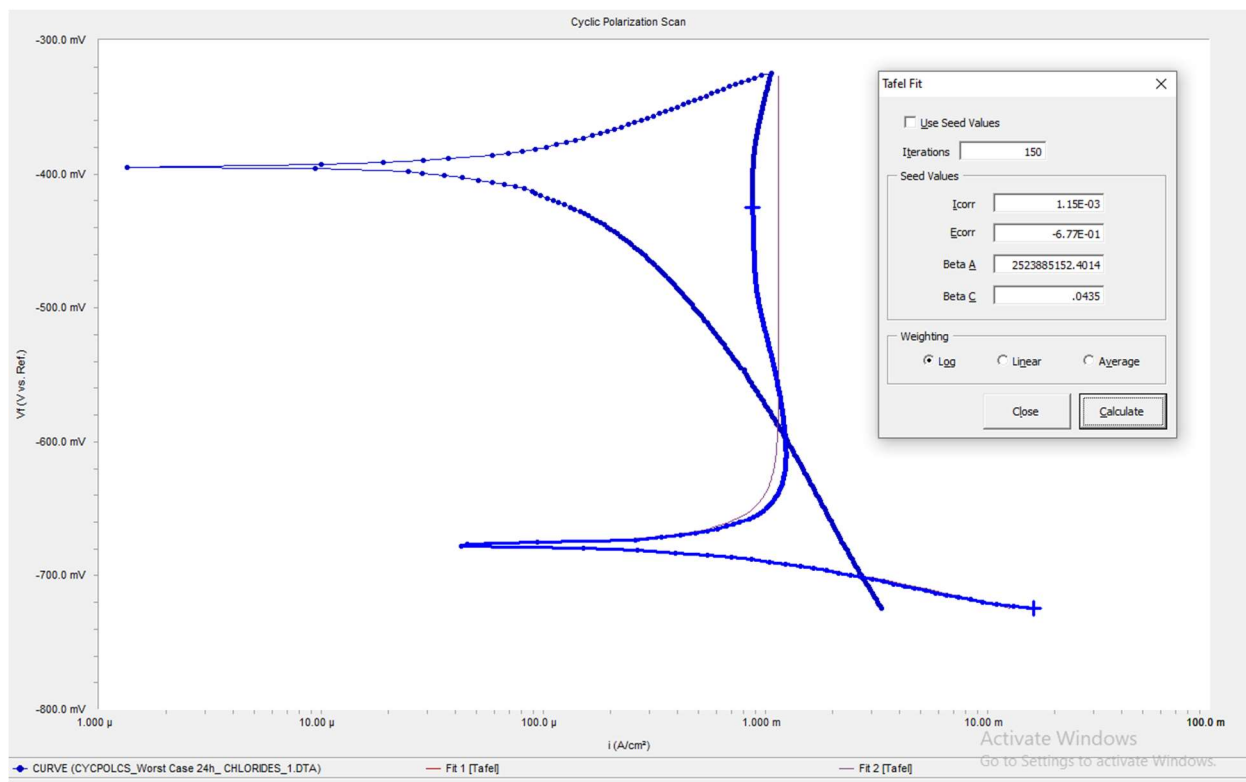 Cyclic Polarization Scan
-300.0 mV
-400.0 mV
-500.0 mV
-600.0 mV
-700.0 mV
-800.0 mV
Vf (V vs. Ref.)
1.000 µ
10.00 µ
100.0 µ
1.000 m
10.00 m
100.0 m
i (A/cm²)
Tafel Fit
Use Seed Values
Iterations 150
Seed Values
Icorr 1.15E-03
Ecorr -6.77E-01
Beta A 2523885152.4014
Beta C .0435
Weighting
Log Linear Average
Close Calculate
Activate Windows
Go to Settings to activate Windows.
CURVE (CYCPOLCS_Worst Case 24h_ CHLORIDES_1.DTA) Fit 1 [Tafel] Fit 2 [Tafel]